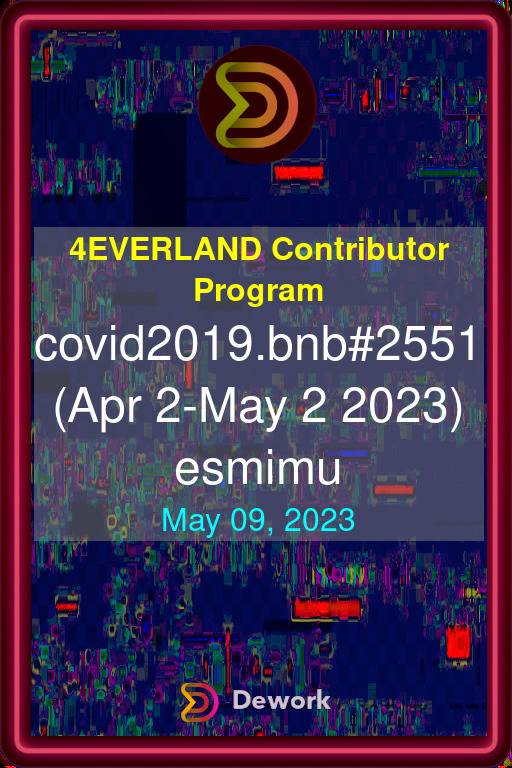 4EVERLAND Contributor
Program
covid2019.bnb#2551
(Apr 2-May 2 2023)
esmimu
May 09, 2023
Dework